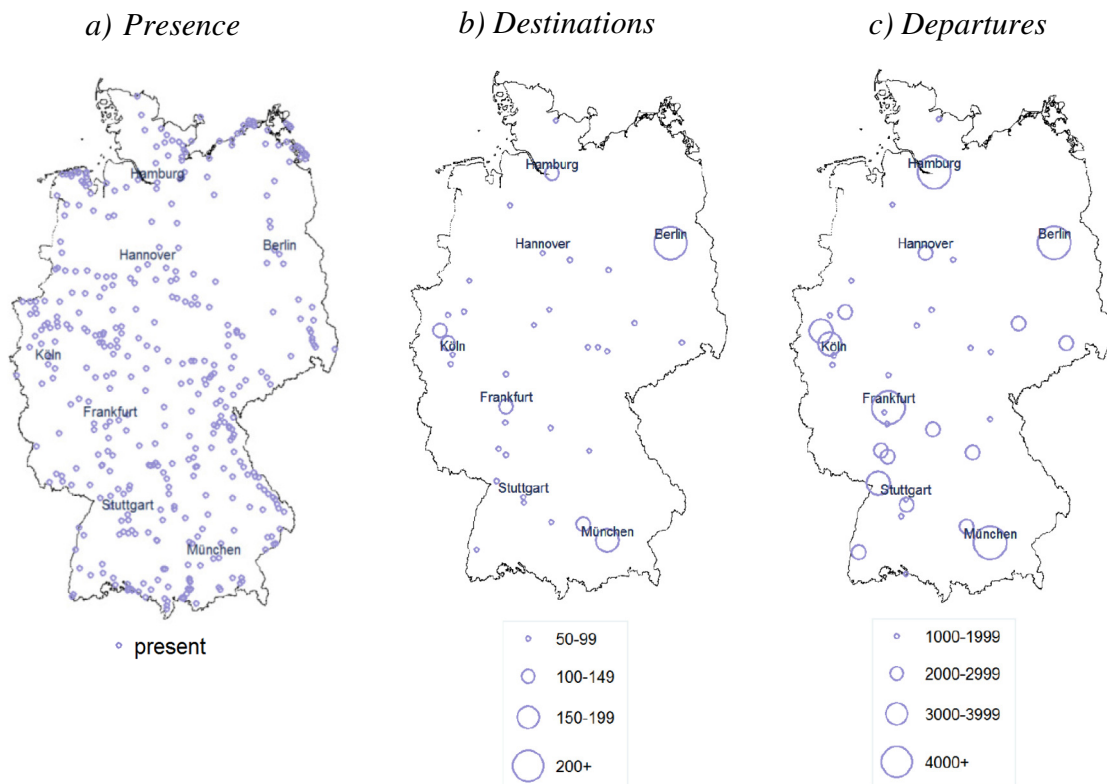 a) Presence
Hamburg
Hannover
Berlin
Köln
Frankfurt
Stuttgart
München
present
b) Destinations
Hamburg
Berlin
Hannover
Köln
Frankfurt
Stuttgart
München
50-99
100-149
150-199
200+
c) Departures
Hamburg
Berlin
Hannover
Köln
Frankfurt
Stuttgart
München
1000-1999
2000-2999
3000-3999
4000+